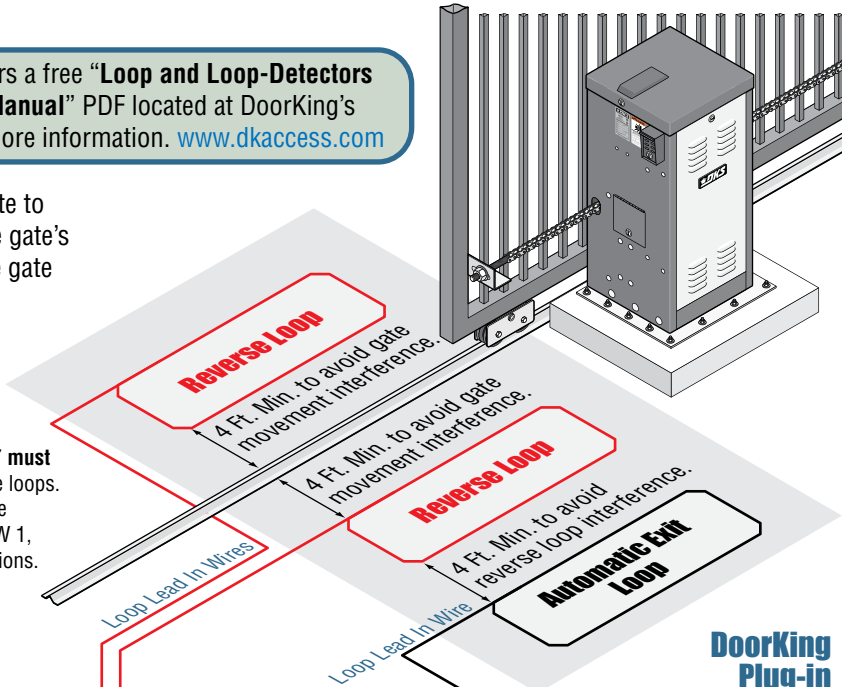 rs a free “Loop and Loop-Detectors
Manual” PDF located at DoorKing's
ore information. www.dkaccess.com
te to
e gate's
e gate
DKS
Reverse Loop
4 Ft. Min. to avoid gate
movement interference.
4 Ft. Min. to avoid gate
movement interference.
Reverse Loop
must
e loops.
e
W 1,
ions.
4 Ft. Min. to avoid
reverse loop interference.
Automatic Exit
Loop
Loop Lead In Wires
Loop Lead In Wire
DoorKing
Plug-in